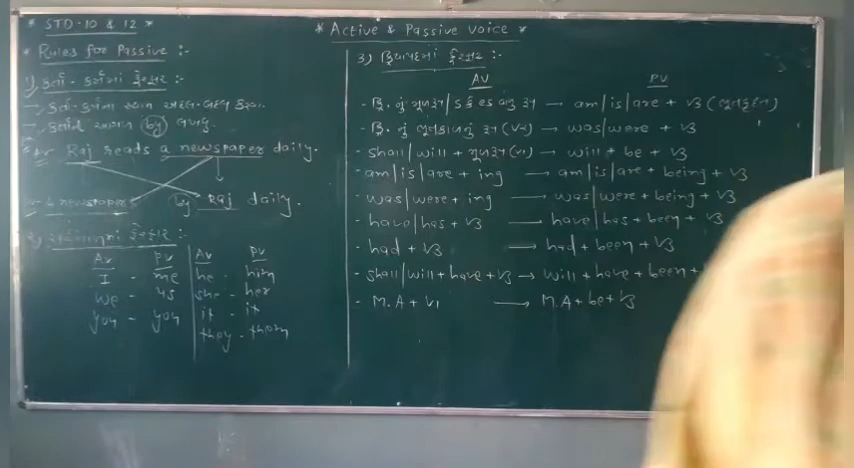 * STD-10 & 12 *
* Active & Passive Voice *
* Rules for Passive :-
1) કર્તા - કર્મમાં ફેરફાર :-
→ કર્તા-કર્મના સ્થાન અદલ-બદલ કરવા.
→ કર્તાની આગળ (by) લખવું.
Raj reads a newspaper daily.
a newspaper by Raj daily.
2) સર્વનામમાં ફેરફાર :-
AV PV AV PV
I - me he - him
we - us she - her
you - you it - it
they - them
3) ક્રિયાપદમાં ફેરફાર :-
AV PV
- ક્રિ. નું મૂળરૂપ/s કે es વાળુ રૂપ → am/is/are + V3 (ભૂતકૃદંત)
- ક્રિ. નું ભૂતકાળનું રૂપ (V2) → was/were + V3
- shall/will + મૂળરૂપ (V1) → will + be + V3
- am/is/are + ing → am/is/are + being + V3
- was/were + ing → was/were + being + V3
- have/has + V3 → have/has + been + V3
- had + V3 → had + been + V3
- shall/will + have + V3 → will + have + been +
- M.A + V1 → M.A + be + V3